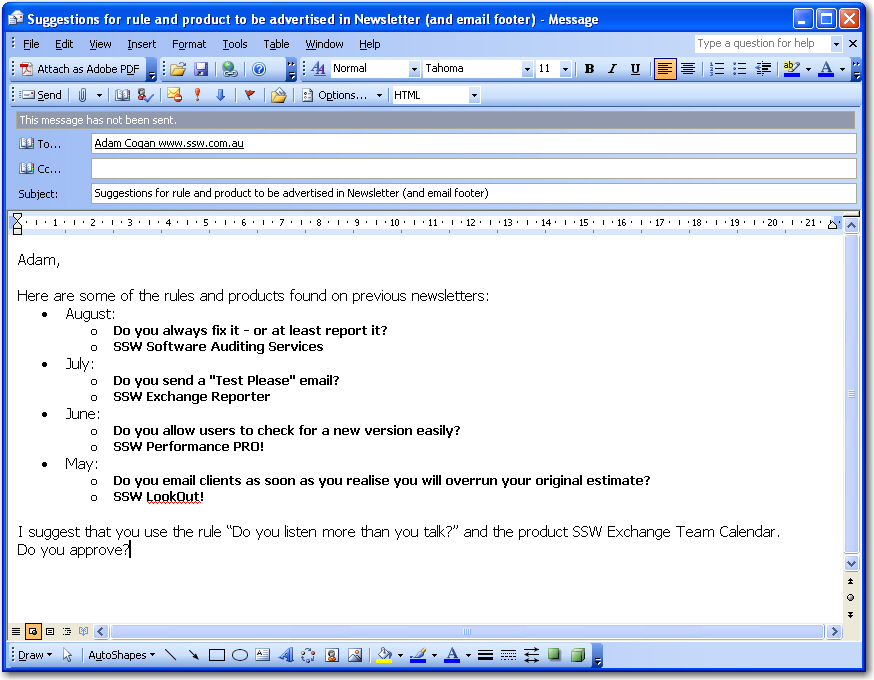 Suggestions for rule and product to be advertised in Newsletter (and email footer) - Message
File Edit View Insert Format Tools Table Window Help Type a question for help
Attach as Adobe PDF Normal Tahoma 11 B I U
Send Options... HTML
This message has not been sent.
To... Adam Cogan www.ssw.com.au
Cc...
Subject: Suggestions for rule and product to be advertised in Newsletter (and email footer)
1 2 3 4 5 6 7 8 9 10 11 12 13 14 15 16 17 18 19 20 21
Adam,
Here are some of the rules and products found on previous newsletters:
• August:
o Do you always fix it - or at least report it?
o SSW Software Auditing Services
• July:
o Do you send a "Test Please" email?
o SSW Exchange Reporter
• June:
o Do you allow users to check for a new version easily?
o SSW Performance PRO!
• May:
o Do you email clients as soon as you realise you will overrun your original estimate?
o SSW LookOut!
I suggest that you use the rule “Do you listen more than you talk?” and the product SSW Exchange Team Calendar.
Do you approve?
Draw AutoShapes